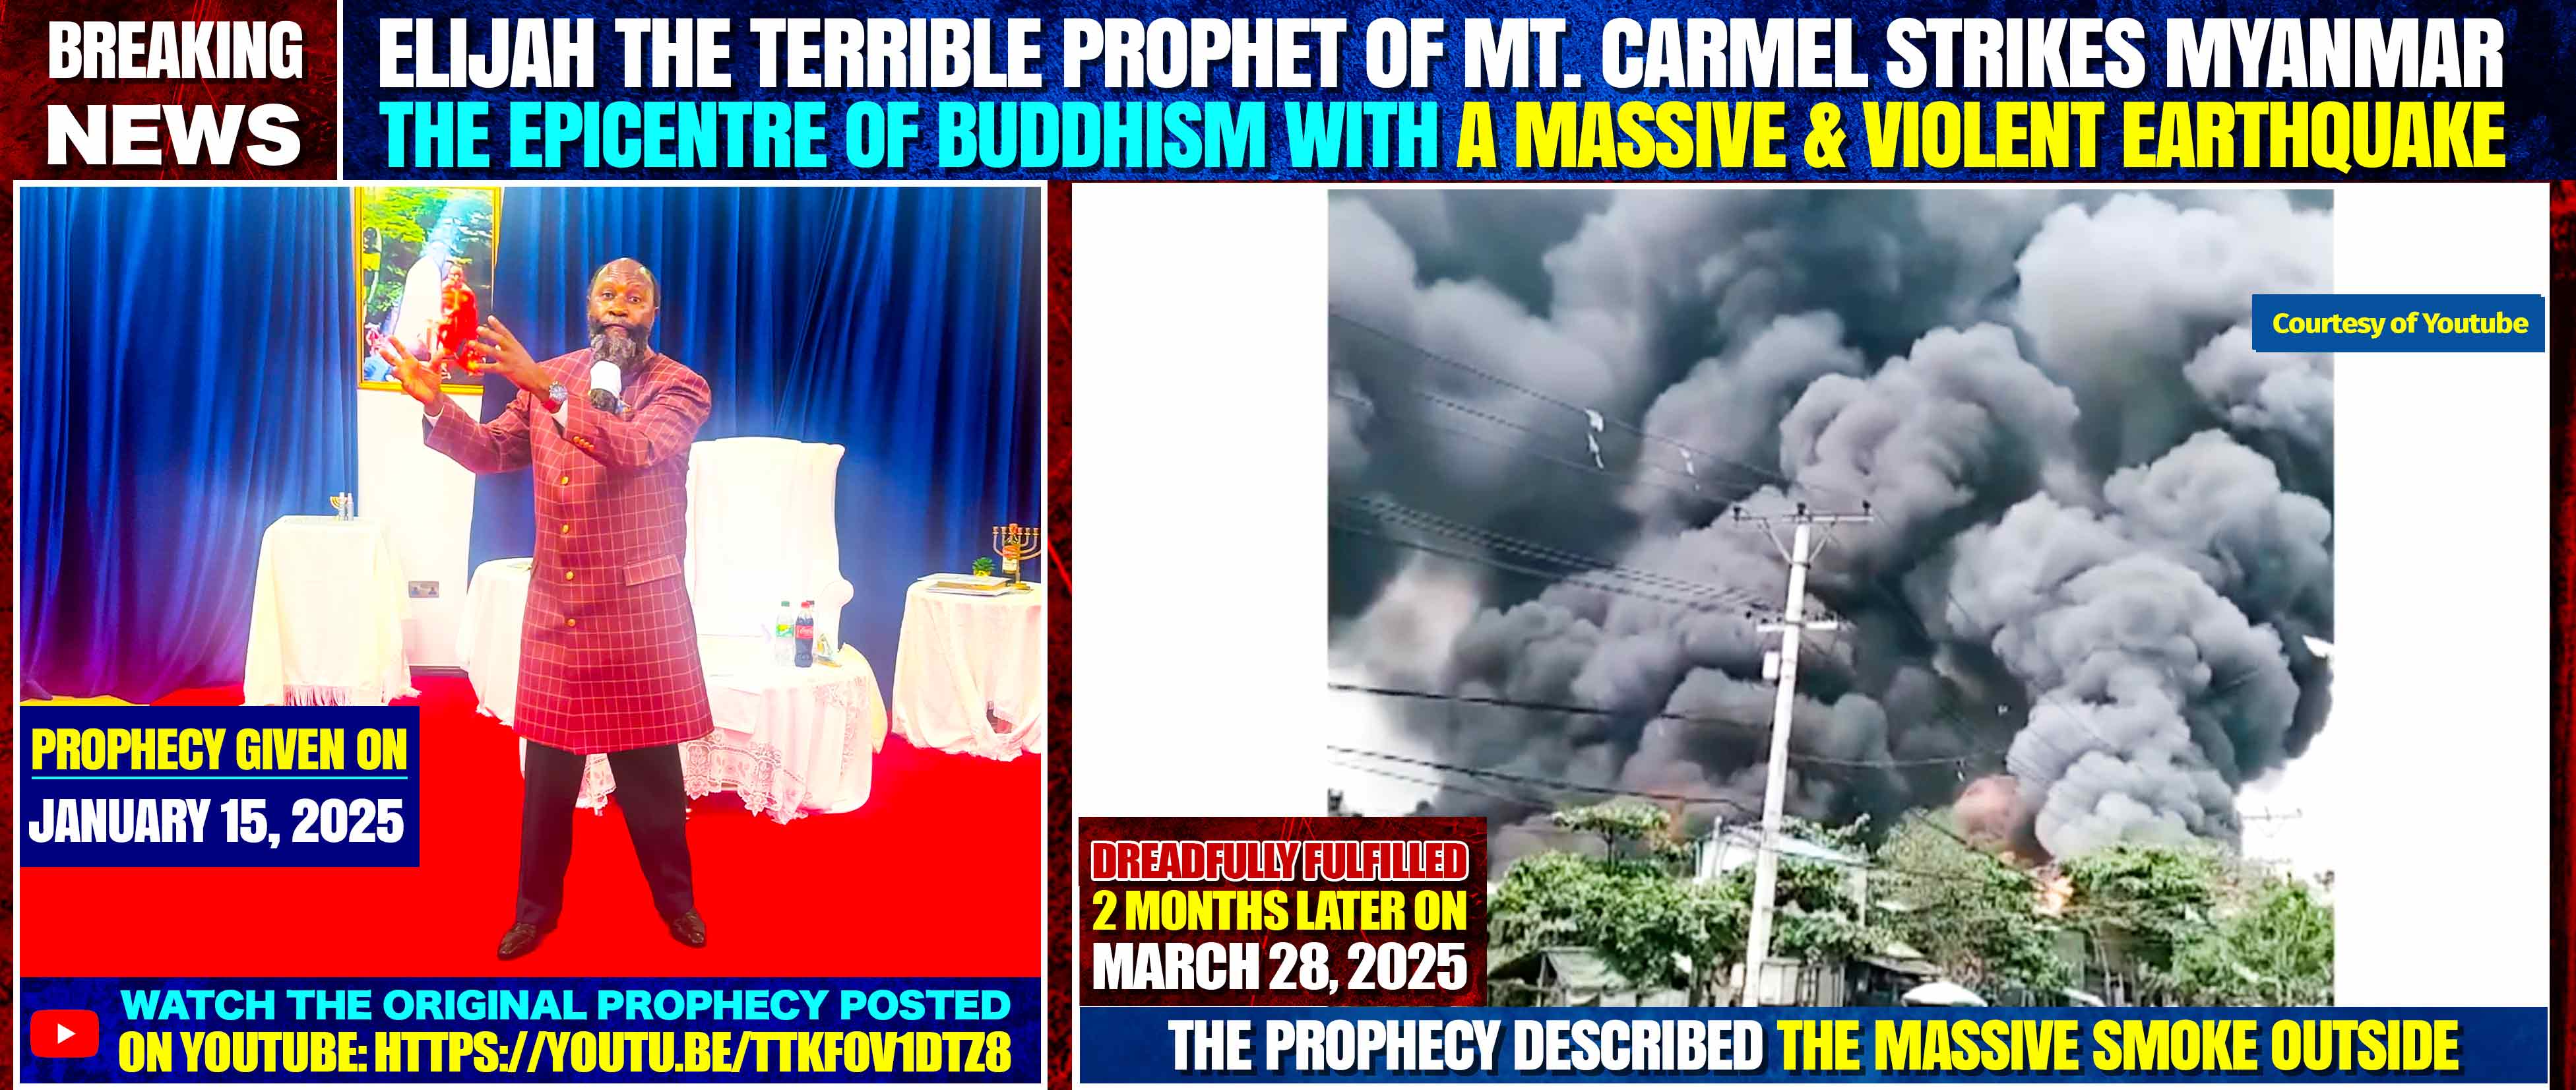 BREAKING
NEWS
ELIJAH THE TERRIBLE PROPHET OF MT. CARMEL STRIKES MYANMAR
THE EPICENTRE OF BUDDHISM WITH A MASSIVE & VIOLENT EARTHQUAKE
Courtesy of Youtube
PROPHECY GIVEN ON
JANUARY 15, 2025
WATCH THE ORIGINAL PROPHECY POSTED
ON YOUTUBE: HTTPS://YOUTU.BE/TTKFOV1DTZ8
DREADFULLY FULFILLED
2 MONTHS LATER ON
MARCH 28, 2025
THE PROPHECY DESCRIBED THE MASSIVE SMOKE OUTSIDE